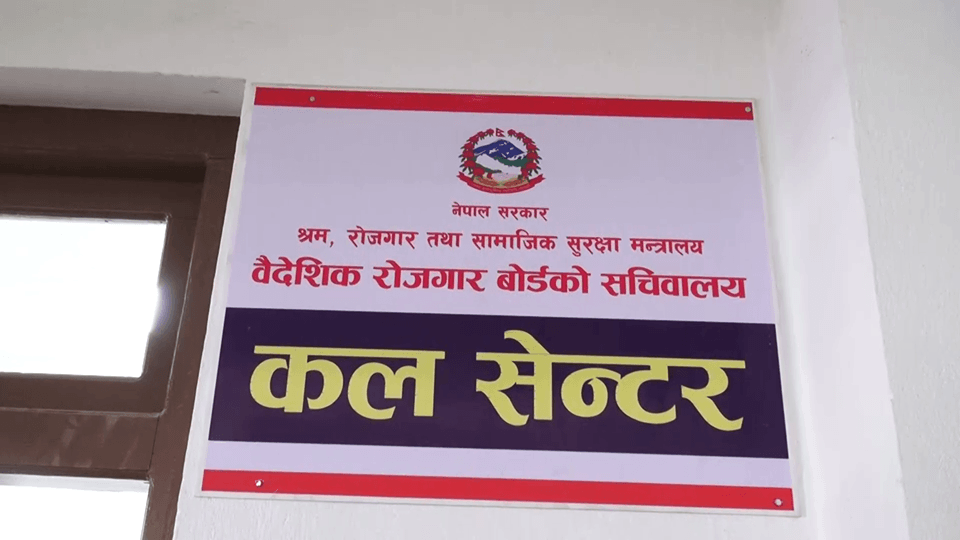 नेपाल सरकार
श्रम, रोजगार तथा सामाजिक सुरक्षा मन्त्रालय
वैदेशिक रोजगार बोर्डको सचिवालय
कल सेन्टर